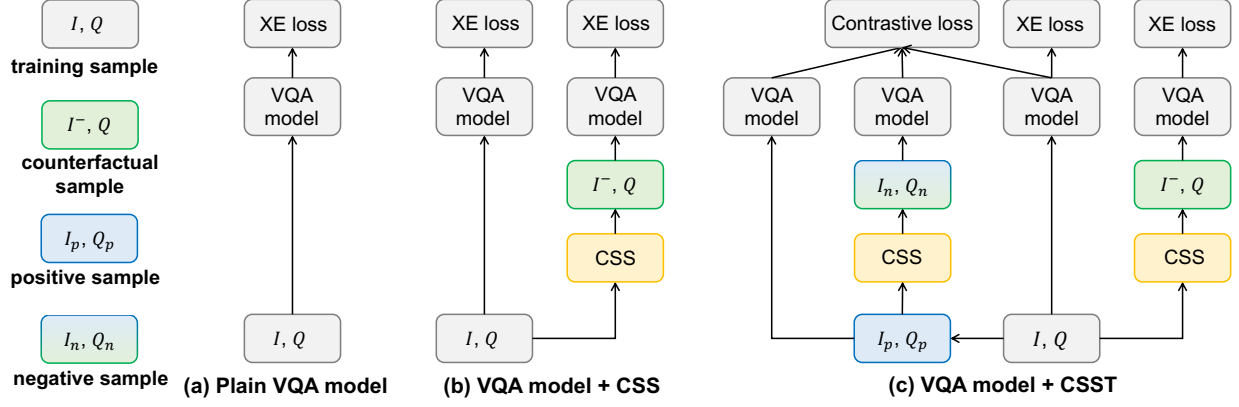 I, Q
training sample
I⁻, Q
counterfactual
sample
Iₚ, Qₚ
positive sample
Iₙ, Qₙ
negative sample
XE loss
VQA
model
I, Q
(a) Plain VQA model
XE loss
XE loss
VQA
model
VQA
model
I⁻, Q
CSS
I, Q
(b) VQA model + CSS
Contrastive loss
XE loss
XE loss
VQA
model
VQA
model
VQA
model
VQA
model
Iₙ, Qₙ
I⁻, Q
CSS
CSS
Iₚ, Qₚ
I, Q
(c) VQA model + CSST